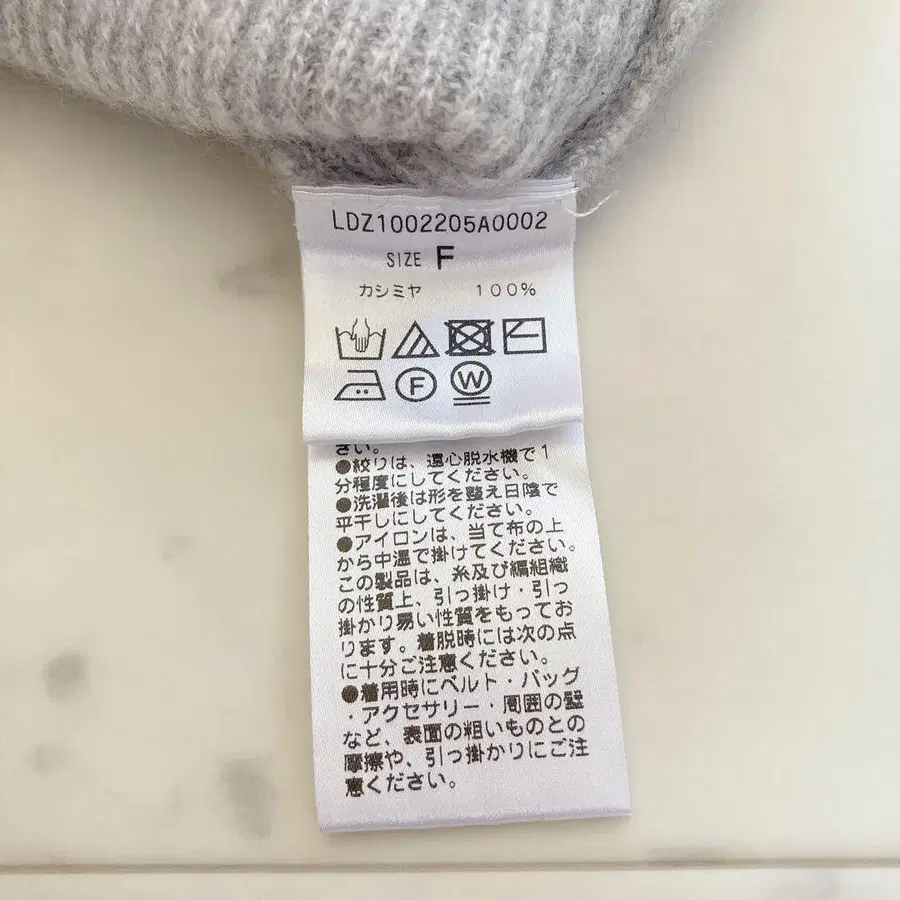 LDZ1002205A0002
SIZE F
カシミヤ 100%
F W
さい。
●絞りは、遠心脱水機で1
分程度にしてください。
●洗濯後は形を整え日陰で
平干しにしてください。
●アイロンは、当て布の上
から中温で掛けてください。
この製品は、糸及び編組織
の性質上、引っ掛け・引っ
掛かり易い性質をもってお
ります。着脱時には次の点
に十分ご注意ください。
●着用時にベルト・バッグ
・アクセサリー・周囲の壁
など、表面の粗いものとの
摩擦や、引っ掛かりにご注
意ください。